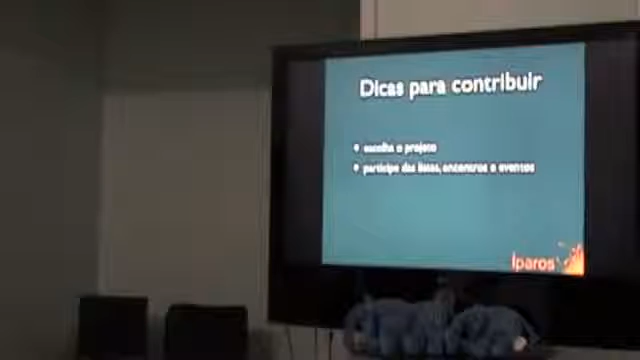 Dicas para contribuir
escolha o projeto
participe das listas, encontros e eventos
Iparos